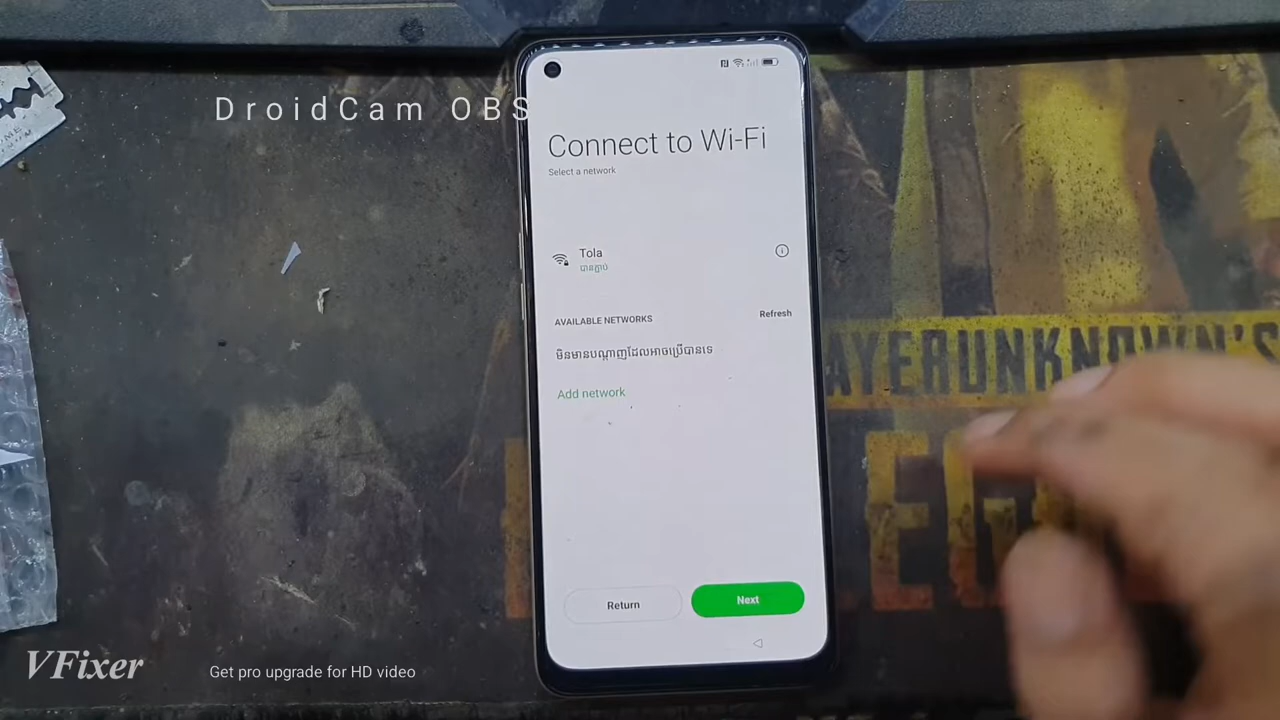 DroidCam OBS
Connect to Wi-Fi
Select a network
Tola
បានភ្ជាប់
AVAILABLE NETWORKS
Refresh
មិនមានបណ្តាញដែលអាចប្រើបានទេ
Add network
AYERUNKNOWN'S
Return
Next
VFixer
Get pro upgrade for HD video